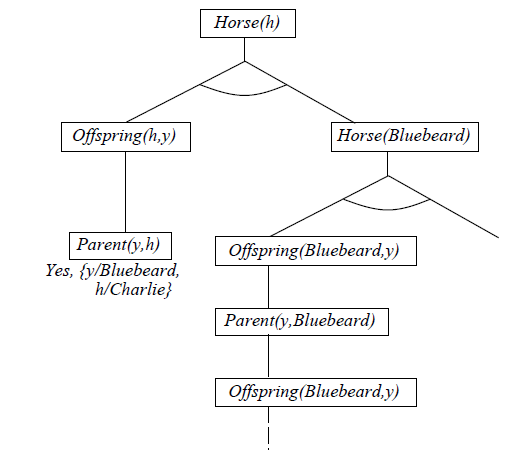 Horse(h)
Offspring(h,y)
Horse(Bluebeard)
Parent(y,h)
Yes, {y/Bluebeard,
h/Charlie}
Offspring(Bluebeard,y)
Parent(y,Bluebeard)
Offspring(Bluebeard,y)